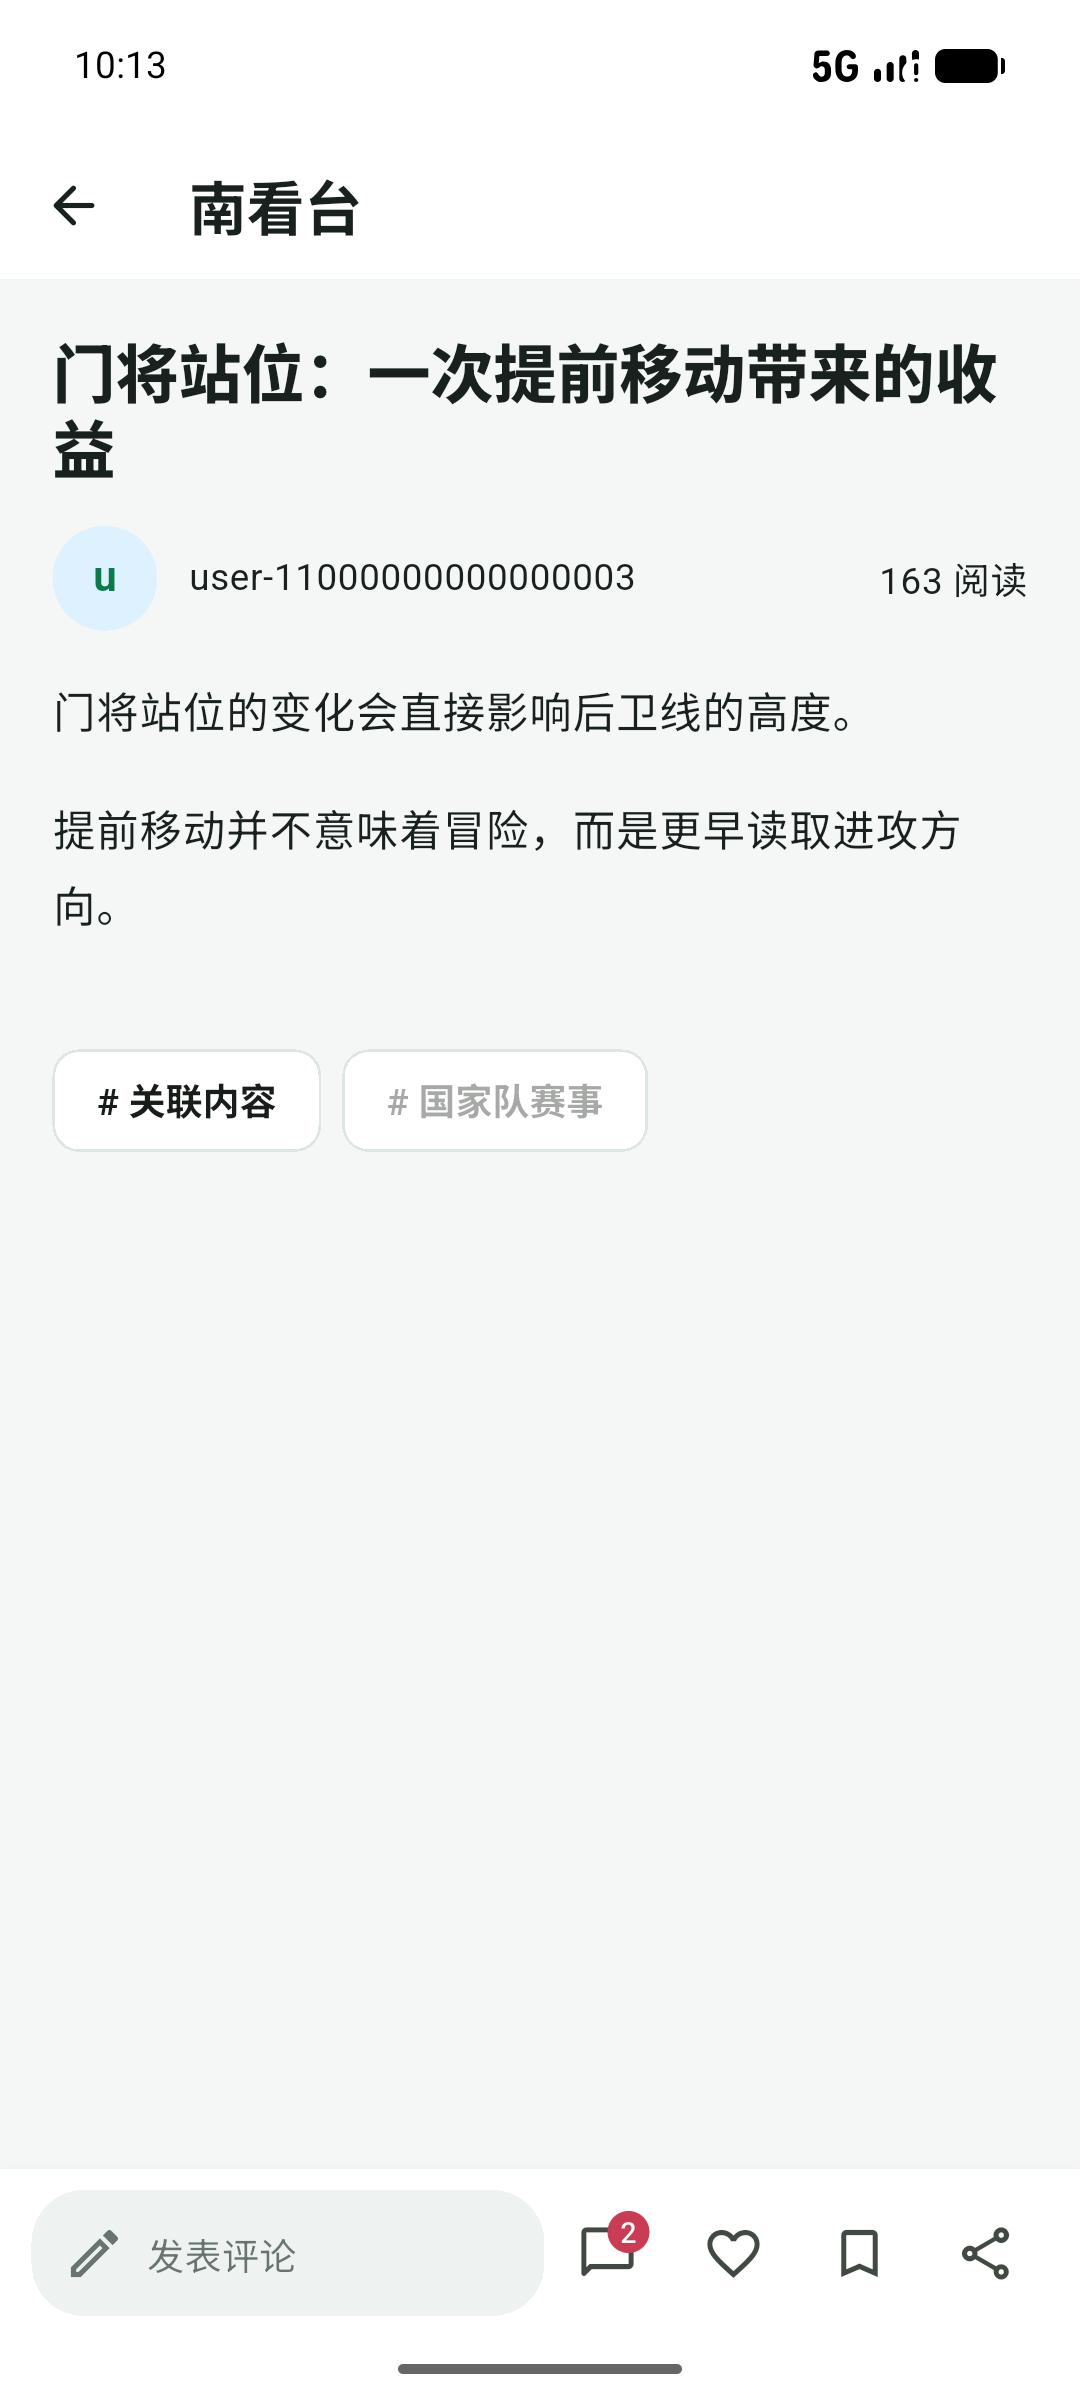 10:13
5G
南看台
门将站位：一次提前移动带来的收
益
u
user-11000000000000003
163 阅读
门将站位的变化会直接影响后卫线的高度。
提前移动并不意味着冒险，而是更早读取进攻方
向。
# 关联内容
# 国家队赛事
发表评论
2